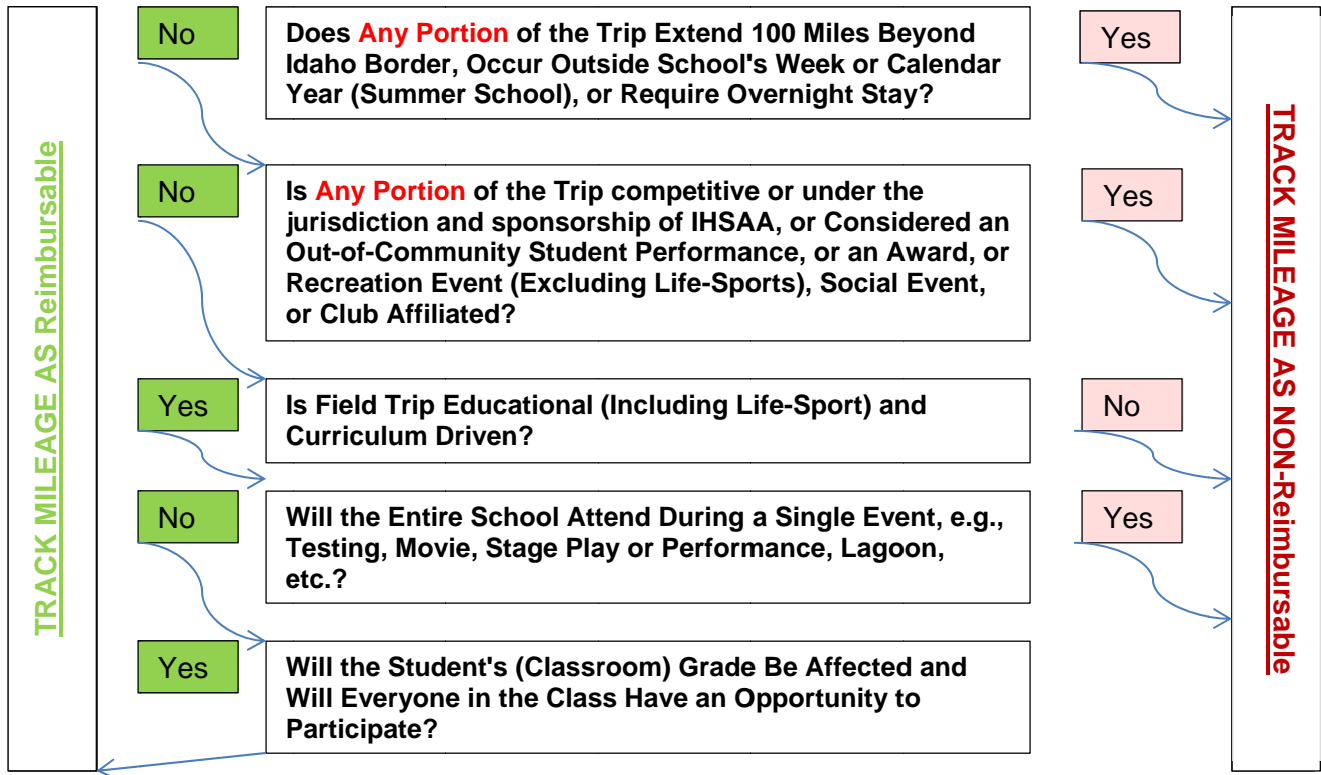 TRACK MILEAGE AS Reimbursable
No
Does Any Portion of the Trip Extend 100 Miles Beyond
Idaho Border, Occur Outside School's Week or Calendar
Year (Summer School), or Require Overnight Stay?
Yes
No
Is Any Portion of the Trip competitive or under the
jurisdiction and sponsorship of IHSAA, or Considered an
Out-of-Community Student Performance, or an Award, or
Recreation Event (Excluding Life-Sports), Social Event,
or Club Affiliated?
Yes
Yes
Is Field Trip Educational (Including Life-Sport) and
Curriculum Driven?
No
No
Will the Entire School Attend During a Single Event, e.g.,
Testing, Movie, Stage Play or Performance, Lagoon,
etc.?
Yes
Yes
Will the Student's (Classroom) Grade Be Affected and
Will Everyone in the Class Have an Opportunity to
Participate?
TRACK MILEAGE AS NON-Reimbursable